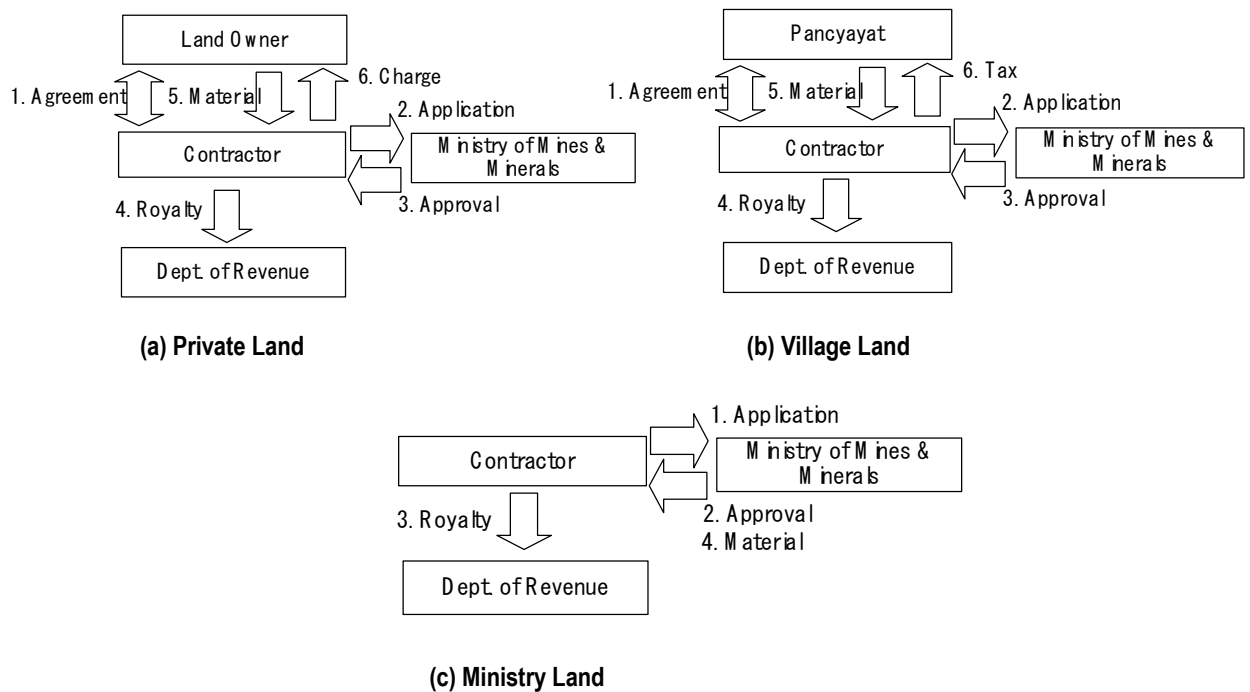 Land Owner
1. Agreement
5. Material
6. Charge
2. Application
Contractor
Ministry of Mines &
Minerals
3. Approval
4. Royalty
Dept. of Revenue
(a) Private Land
Pancyayat
1. Agreement
5. Material
6. Tax
2. Application
Contractor
Ministry of Mines &
Minerals
3. Approval
4. Royalty
Dept. of Revenue
(b) Village Land
1. Application
Contractor
Ministry of Mines &
Minerals
2. Approval
4. Material
3. Royalty
Dept. of Revenue
(c) Ministry Land